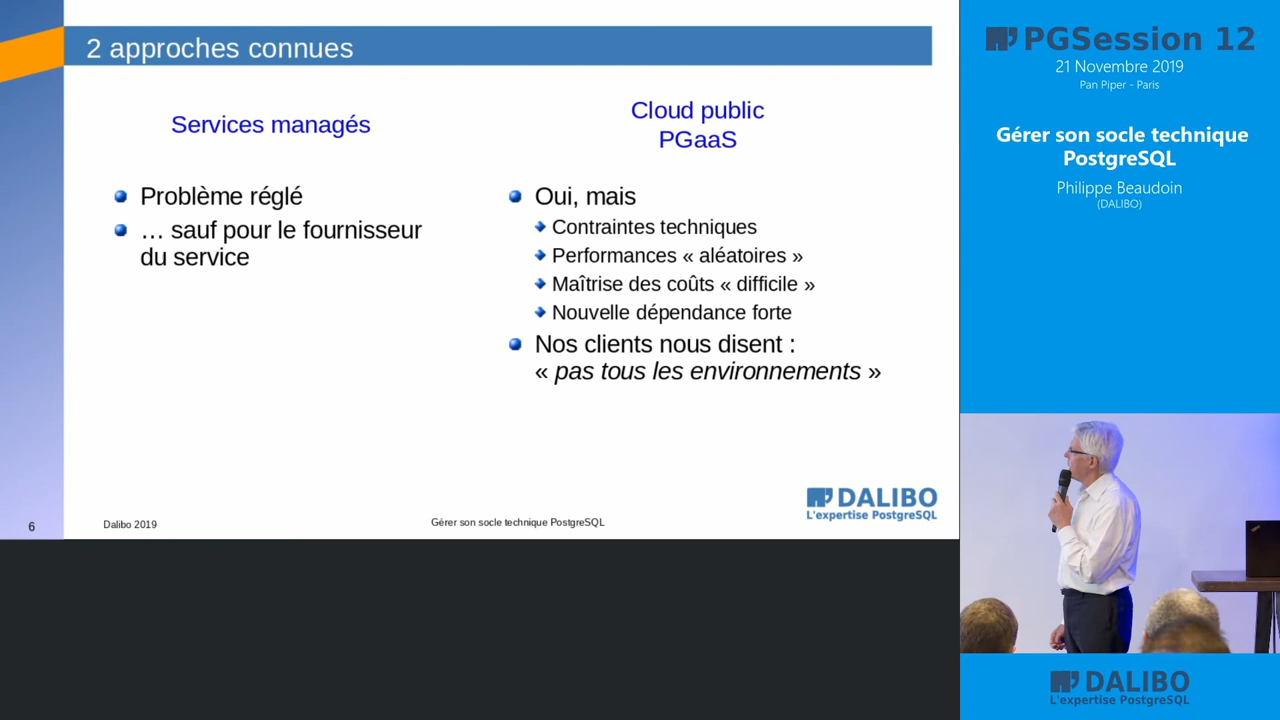 2 approches connues
Services managés
Problème réglé
… sauf pour le fournisseur
du service
Cloud public
PGaaS
Oui, mais
Contraintes techniques
Performances « aléatoires »
Maîtrise des coûts « difficile »
Nouvelle dépendance forte
Nos clients nous disent :
« pas tous les environnements »
6
Dalibo 2019
Gérer son socle technique PostgreSQL
DALIBO
L'expertise PostgreSQL
PGSession 12
21 Novembre 2019
Pan Piper - Paris
Gérer son socle technique
PostgreSQL
Philippe Beaudoin
(DALIBO)
DALIBO
L'expertise PostgreSQL